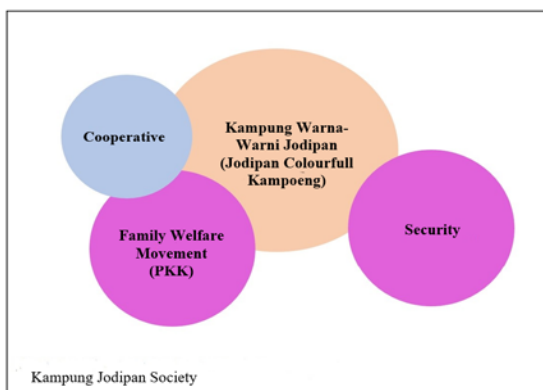 Cooperative
Kampung Warna-
Warni Jodipan
(Jodipan Colourfull
Kampoeng)
Family Welfare
Movement
(PKK)
Security
Kampung Jodipan Society